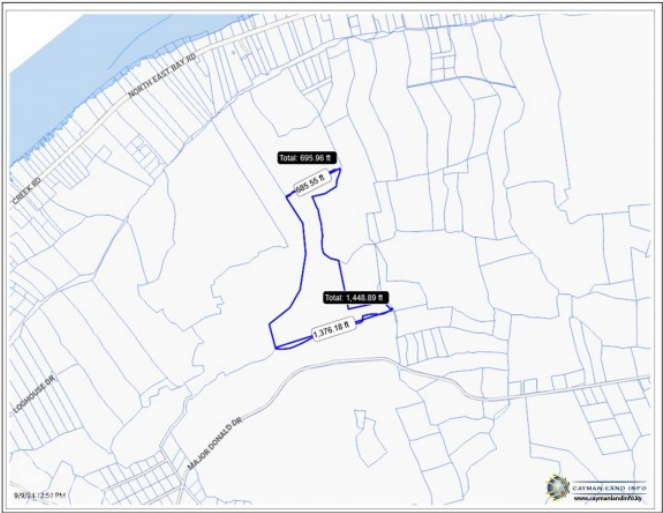 NORTH EAST BAY RD
Total: 695.96 ft
685.55 ft
CREEK RD
Total: 1,448.89 ft
1,376.18 ft
LOGHOUSE DR
MAJOR DONALD DR
9/9/24, 12:50 PM
CAYMAN LAND INFO
www.caymanlandinfo.ky